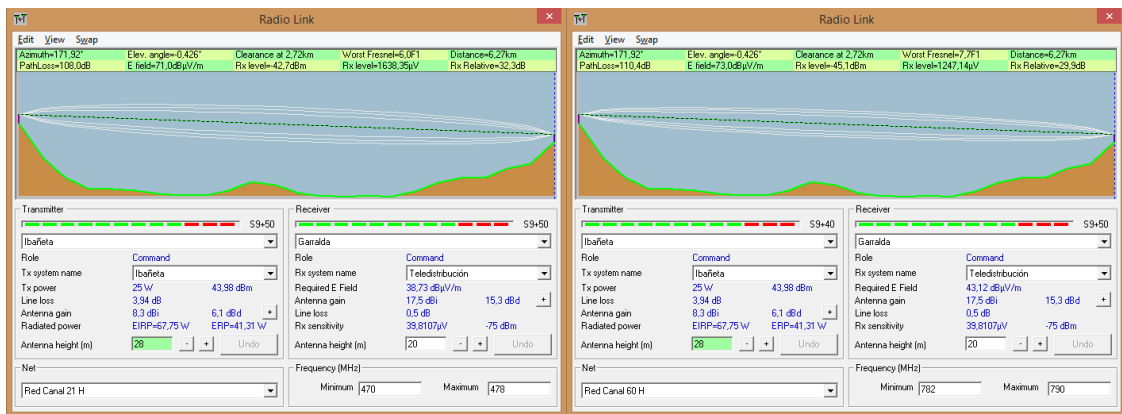 Radio Link
Edit View Swap
Azimuth=171,92° Elev. angle=-0,426° Clearance at 2,72km Worst Fresnel=6,0F1 Distance=6,27km
PathLoss=108,0dB E field=71,0dBµV/m Rx level=-42,7dBm Rx level=1638,35µV Rx Relative=32,3dB
Transmitter
S9+50
Ibañeta
Role Command
Tx system name Ibañeta
Tx power 25 W 43,98 dBm
Line loss 3,94 dB
Antenna gain 8,3 dBi 6,1 dBd +
Radiated power EIRP=67,75 W ERP=41,31 W
Antenna height (m) 28 - + Undo
Receiver
S9+50
Garralda
Role Command
Rx system name Teledistribución
Required E Field 38,73 dBµV/m
Antenna gain 17,5 dBi 15,3 dBd +
Line loss 0,5 dB
Rx sensitivity 39,8107µV -75 dBm
Antenna height (m) 20 - + Undo
Net
Red Canal 21 H
Frequency (MHz)
Minimum 470 Maximum 478
Radio Link
Edit View Swap
Azimuth=171,92° Elev. angle=-0,426° Clearance at 2,72km Worst Fresnel=7,7F1 Distance=6,27km
PathLoss=110,4dB E field=73,0dBµV/m Rx level=-45,1dBm Rx level=1247,14µV Rx Relative=29,9dB
Transmitter
S9+40
Ibañeta
Role Command
Tx system name Ibañeta
Tx power 25 W 43,98 dBm
Line loss 3,94 dB
Antenna gain 8,3 dBi 6,1 dBd +
Radiated power EIRP=67,75 W ERP=41,31 W
Antenna height (m) 28 - + Undo
Receiver
S9+50
Garralda
Role Command
Rx system name Teledistribución
Required E Field 43,12 dBµV/m
Antenna gain 17,5 dBi 15,3 dBd +
Line loss 0,5 dB
Rx sensitivity 39,8107µV -75 dBm
Antenna height (m) 20 - + Undo
Net
Red Canal 60 H
Frequency (MHz)
Minimum 782 Maximum 790